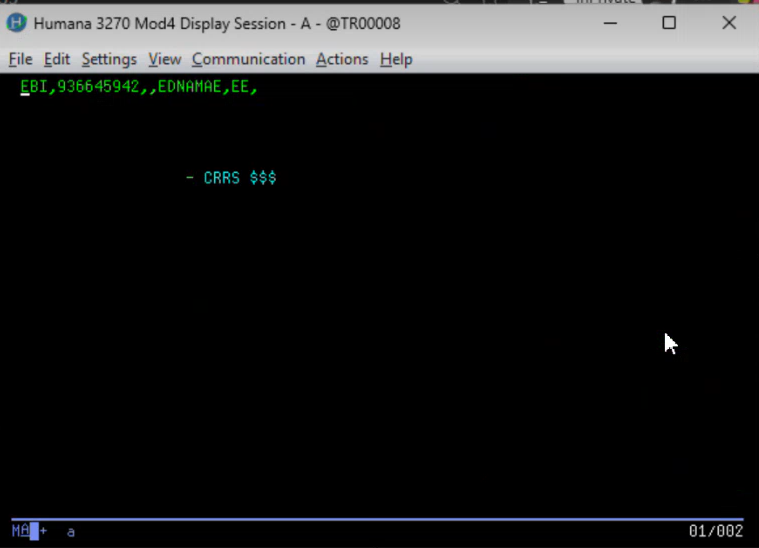 Humana 3270 Mod4 Display Session - A - @TR00008
File Edit Settings View Communication Actions Help
EBI,936645942,,EDNAMAE,EE,
- CRRS $$$
MA + a 01/002